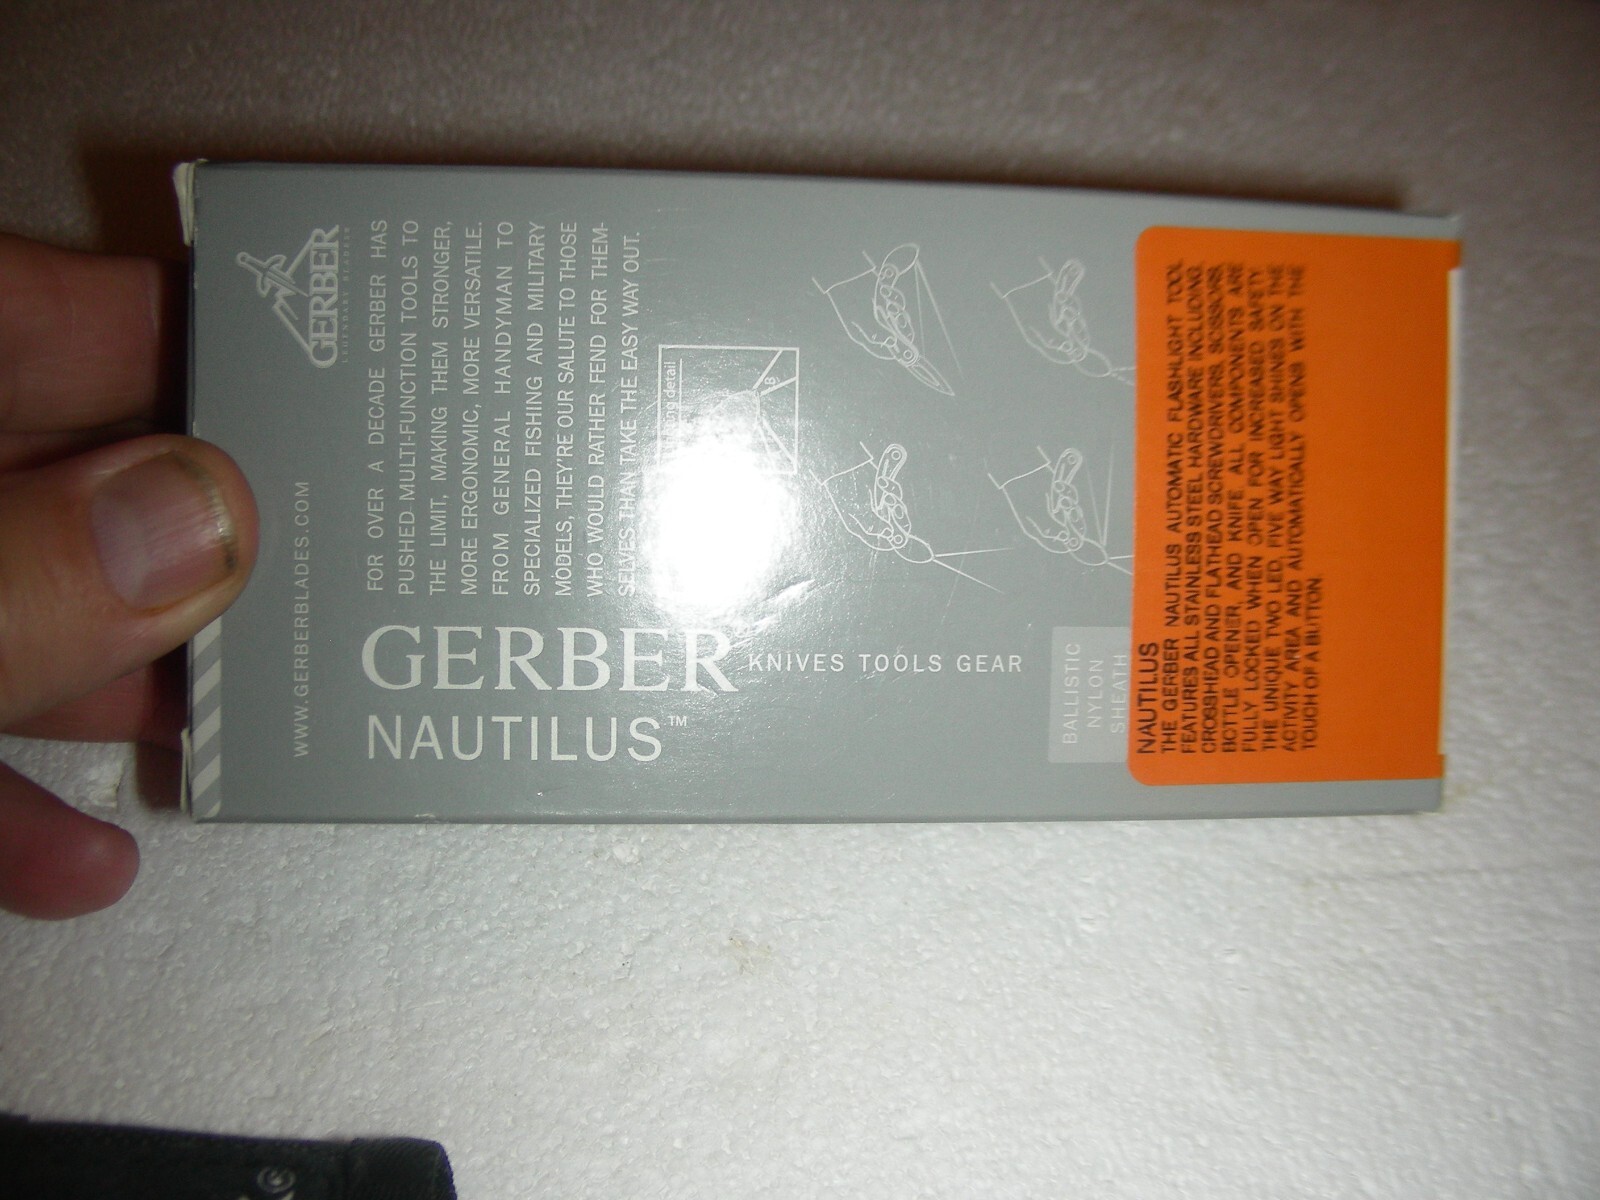 GERBER
LEGENDARY BLADES
WWW.GERBERBLADES.COM
FOR OVER A DECADE GERBER HAS
PUSHED MULTI-FUNCTION TOOLS TO
THE LIMIT, MAKING THEM STRONGER,
MORE ERGONOMIC, MORE VERSATILE.
FROM GENERAL HANDYMAN TO
SPECIALIZED FISHING AND MILITARY
MODELS, THEY'RE OUR SALUTE TO THOSE
WHO WOULD RATHER FEND FOR THEM-
SELVES THAN TAKE THE EASY WAY OUT.
GERBER KNIVES TOOLS GEAR
NAUTILUS™
detail
B
BALLISTIC
NYLON
SHEATH
NAUTILUS
THE GERBER NAUTILUS AUTOMATIC FLASHLIGHT TOOL
FEATURES ALL STAINLESS STEEL HARDWARE INCLUDING,
CROSSHEAD AND FLATHEAD SCREWDRIVERS, SCISSORS,
BOTTLE OPENER, AND KNIFE. ALL COMPONENTS ARE
FULLY LOCKED WHEN OPEN FOR INCREASED SAFETY.
THE UNIQUE TWO LED, FIVE WAY LIGHT SHINES ON THE
ACTIVITY AREA AND AUTOMATICALLY OPENS WITH THE
TOUCH OF A BUTTON.